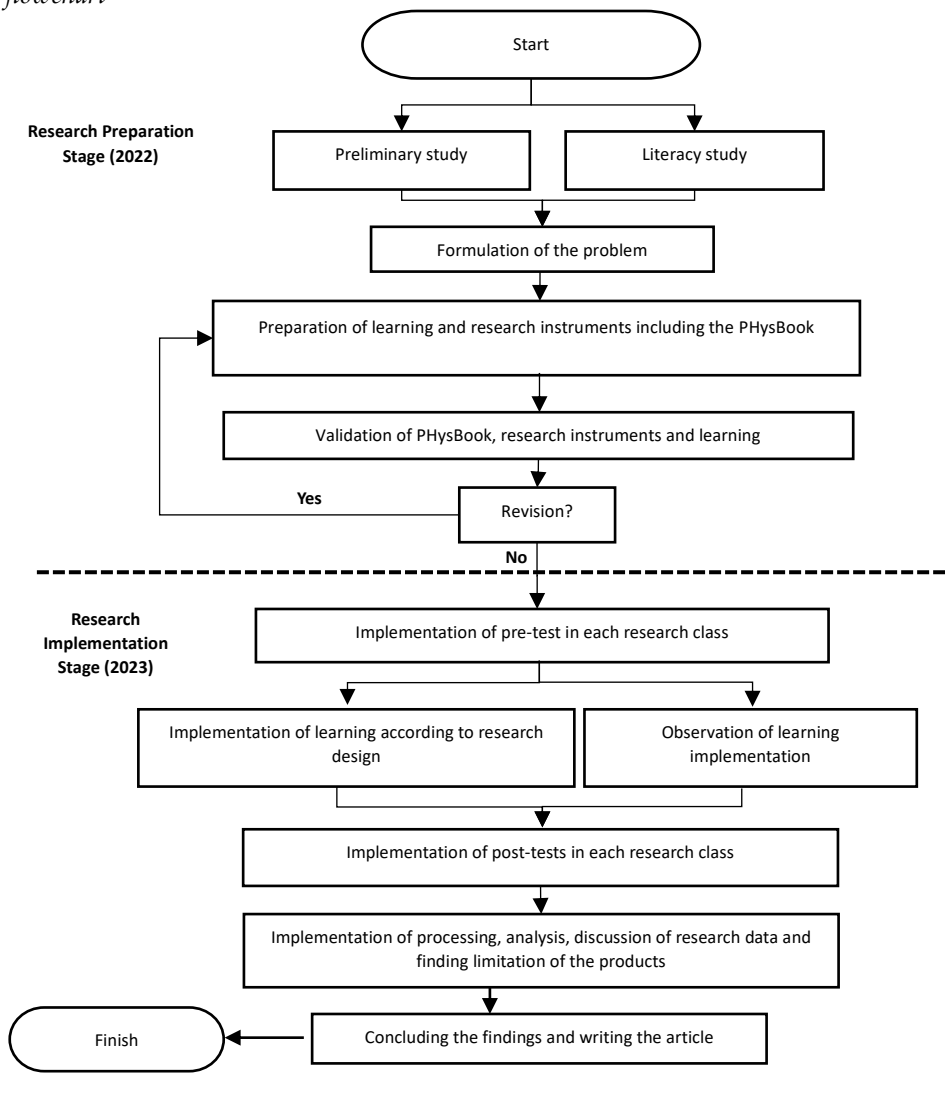 flowchart
Start
Research Preparation
Stage (2022)
Preliminary study
Literacy study
Formulation of the problem
Preparation of learning and research instruments including the PHysBook
Validation of PHysBook, research instruments and learning
Yes
Revision?
No
Research
Implementation
Stage (2023)
Implementation of pre-test in each research class
Implementation of learning according to research
design
Observation of learning
implementation
Implementation of post-tests in each research class
Implementation of processing, analysis, discussion of research data and
finding limitation of the products
Concluding the findings and writing the article
Finish